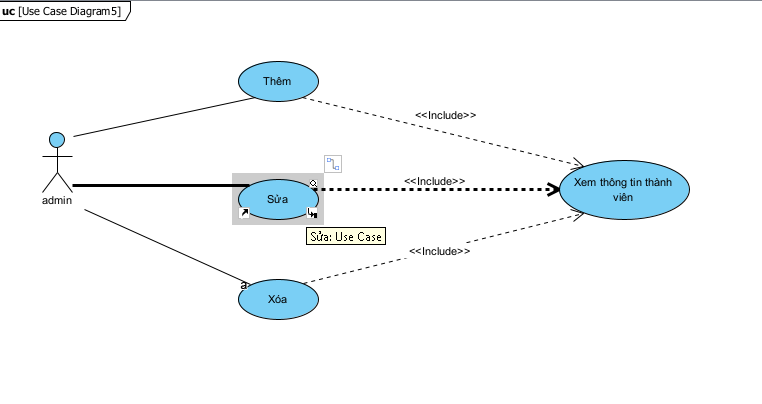 uc [Use Case Diagram5]
Thêm
<<Include>>
admin
Sửa
<<Include>>
Xem thông tin thành
viên
Sửa: Use Case
<<Include>>
a
Xóa